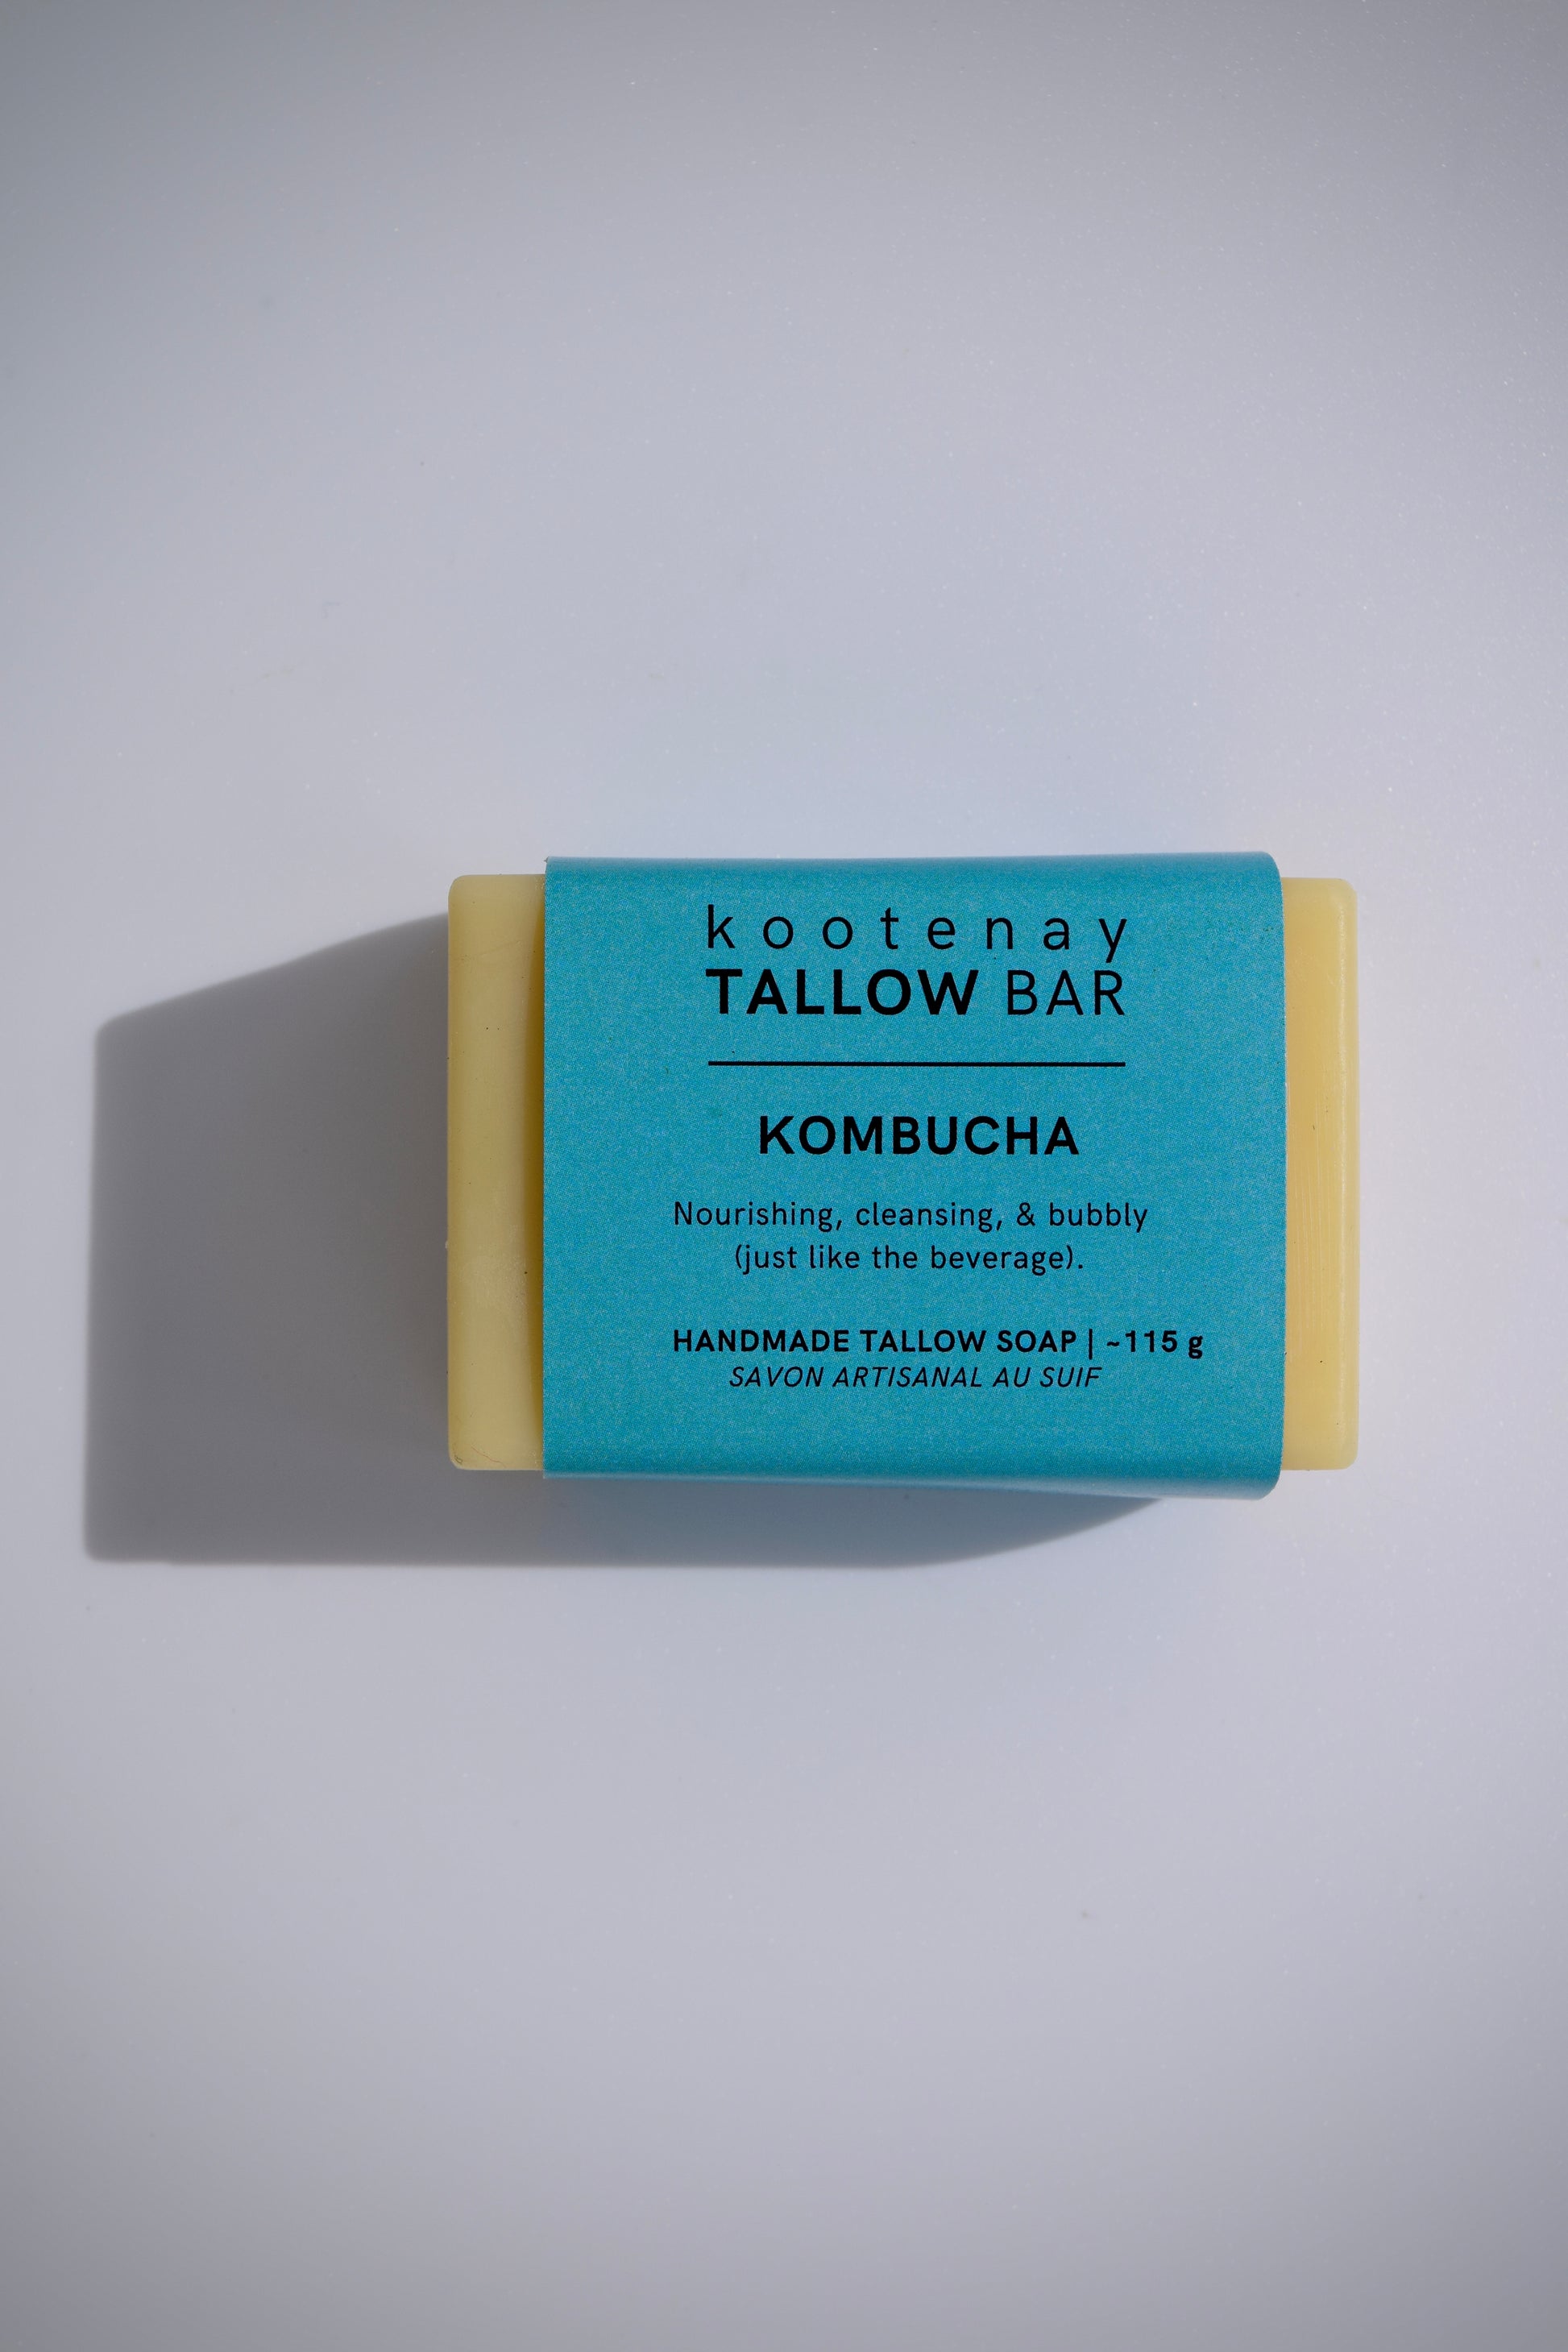 kootenay
TALLOW BAR
KOMBUCHA
Nourishing, cleansing, & bubbly
(just like the beverage).
HANDMADE TALLOW SOAP | ~115 g
SAVON ARTISANAL AU SUIF